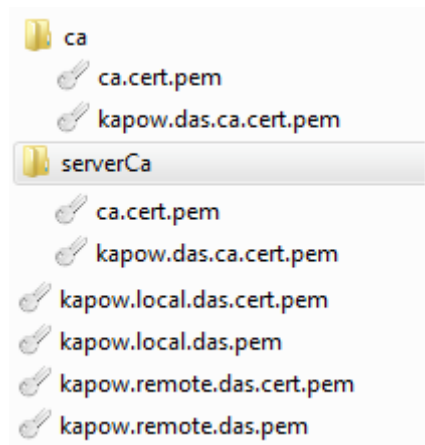 ca
ca.cert.pem
kapow.das.ca.cert.pem
serverCa
ca.cert.pem
kapow.das.ca.cert.pem
kapow.local.das.cert.pem
kapow.local.das.pem
kapow.remote.das.cert.pem
kapow.remote.das.pem